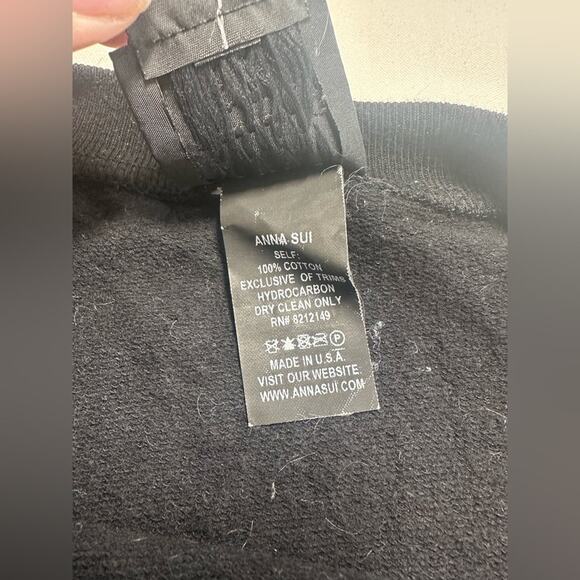 ANNA SUI
SELF:
100% COTTON
EXCLUSIVE OF TRIMS
HYDROCARBON
DRY CLEAN ONLY
RN# 8212149
P
MADE IN U.S.A.
VISIT OUR WEBSITE:
WWW.ANNASUI.COM